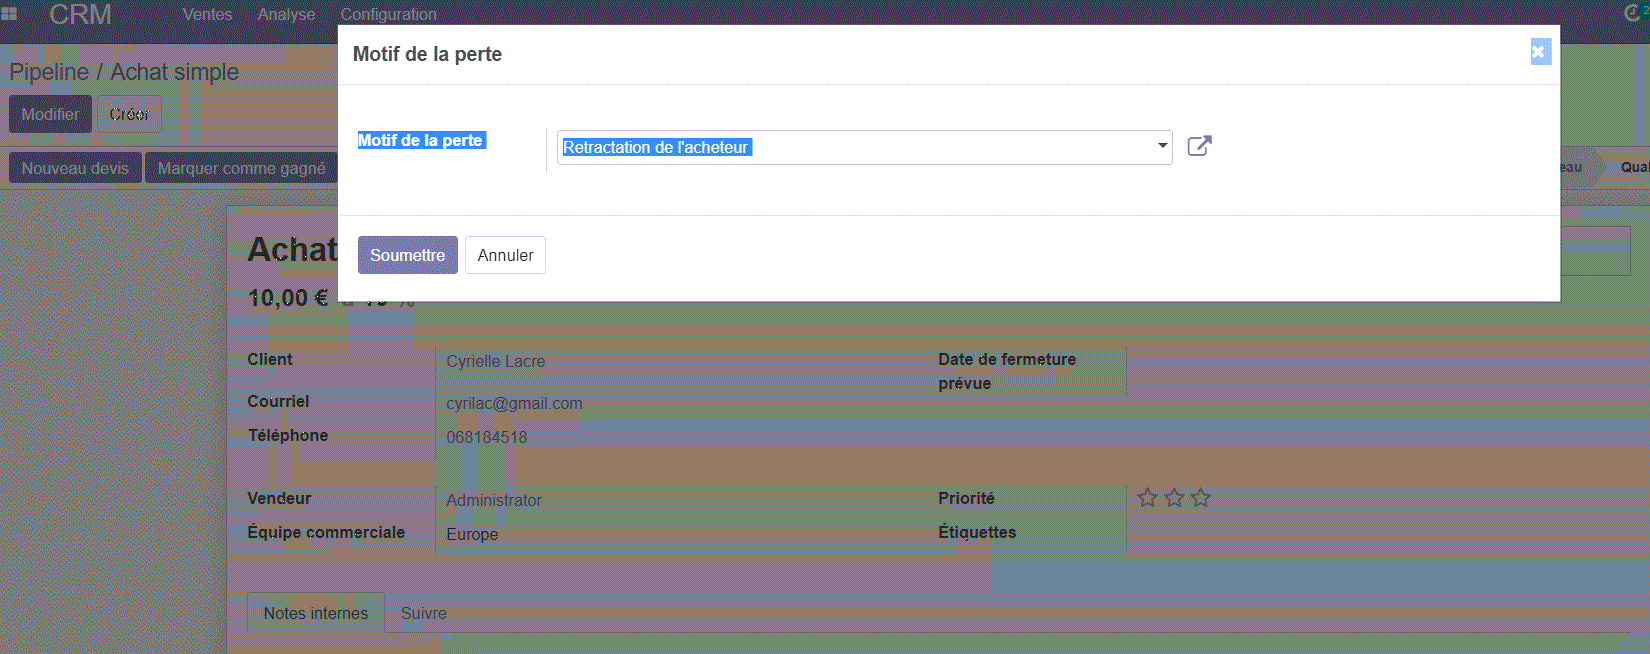 CRM Ventes Analyse Configuration 2
Motif de la perte
Pipeline / Achat simple
Modifier Créer
Motif de la perte Retractation de l'acheteur
Nouveau devis Marquer comme gagné eau Qual
Achat
Soumettre Annuler
10,00 €
Client Cyrielle Lacre Date de fermeture
prévue
Courriel cyrilac@gmail.com
Téléphone 068184518
Vendeur Administrator Priorité
Équipe commerciale Europe Étiquettes
Notes internes Suivre